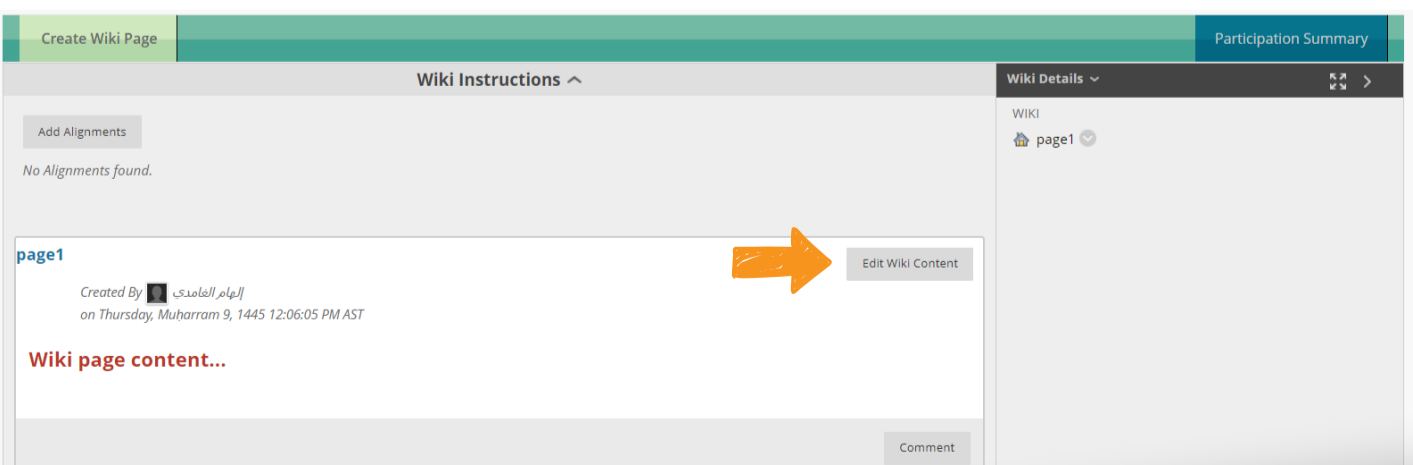 Create Wiki Page
Participation Summary
Wiki Instructions
Wiki Details
Add Alignments
No Alignments found.
WIKI
page1
page1
Edit Wiki Content
Created By إلهام الغامدي
on Thursday, Muḥarram 9, 1445 12:06:05 PM AST
Wiki page content...
Comment